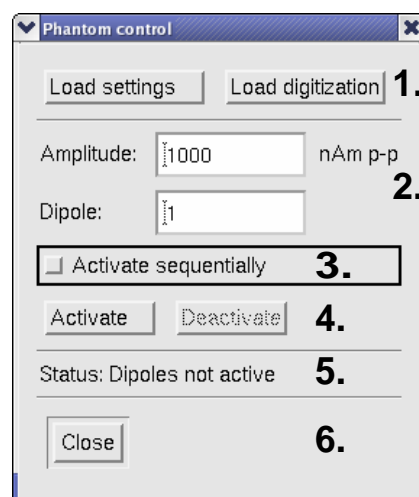 Phantom control
Load settings Load digitization 1.
Amplitude: 1000 nAm p-p
2.
Dipole: 1
Activate sequentially 3.
Activate Deactivate 4.
Status: Dipoles not active 5.
Close 6.